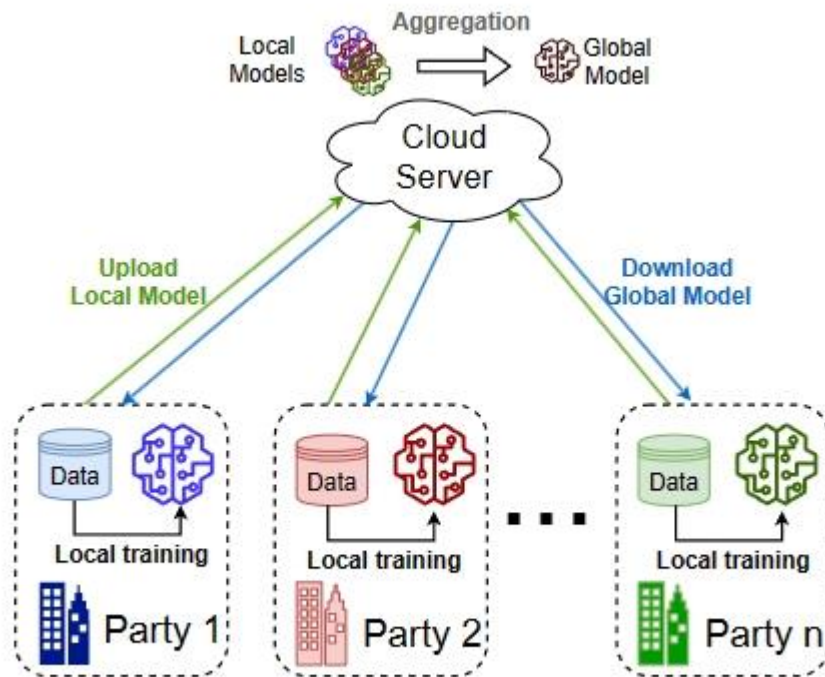 Aggregation
Local
Models
Global
Model
Cloud
Server
Upload
Local Model
Download
Global Model
Data
Local training
Party 1
Data
Local training
Party 2
Data
Local training
Party n